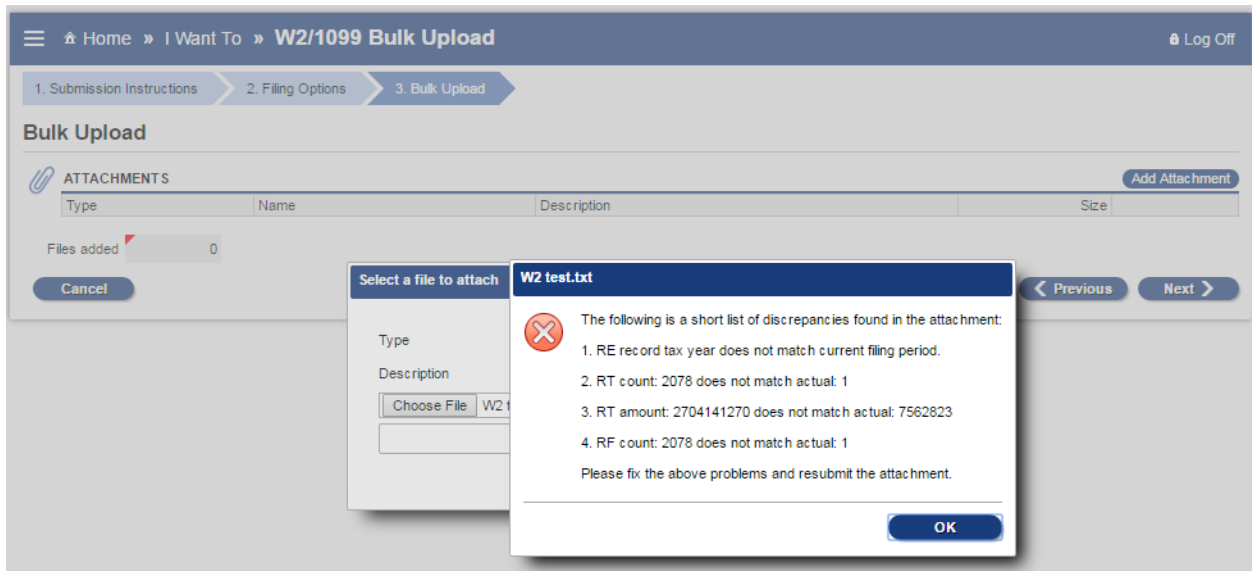 Home » I Want To » W2/1099 Bulk Upload
Log Off
1. Submission Instructions
2. Filing Options
3. Bulk Upload
Bulk Upload
ATTACHMENTS
Add Attachment
Type Name Description Size
Files added 0
Cancel
Previous
Next
Select a file to attach
Type
Description
Choose File W2 t
W2 test.txt
The following is a short list of discrepancies found in the attachment:
1. RE record tax year does not match current filing period.
2. RT count: 2078 does not match actual: 1
3. RT amount: 2704141270 does not match actual: 7562823
4. RF count: 2078 does not match actual: 1
Please fix the above problems and resubmit the attachment.
OK